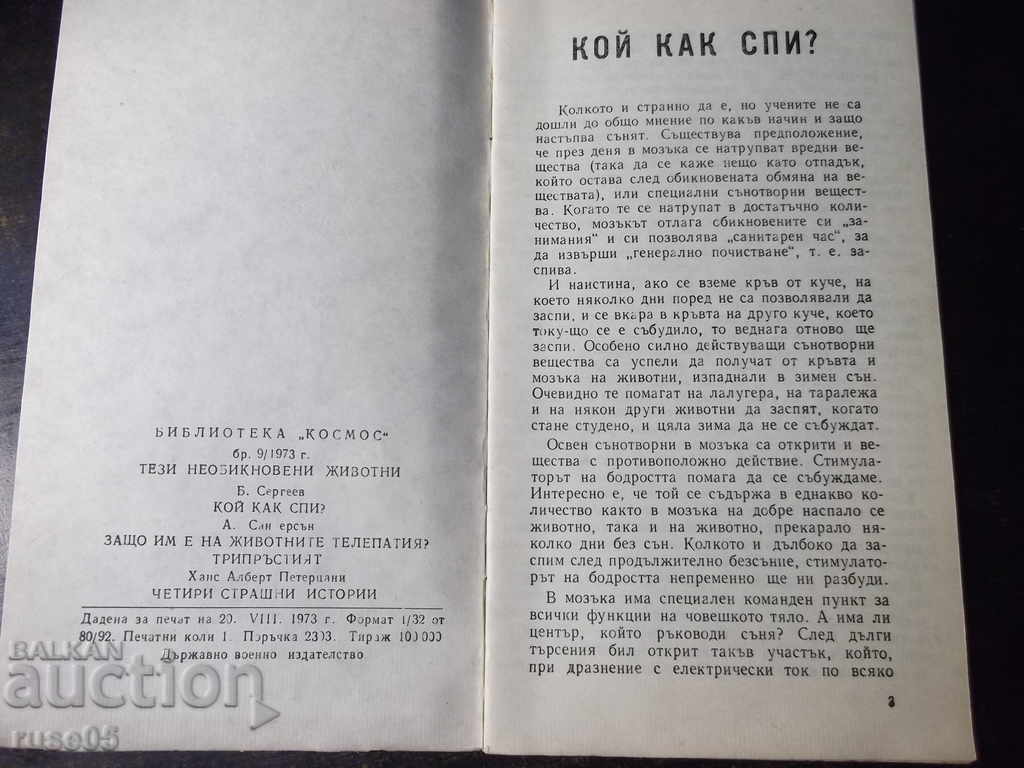 БИБЛИОТЕКА „КОСМОС“
бр. 9/1973 г.
ТЕЗИ НЕОБИКНОВЕНИ ЖИВОТНИ
Б. Сергеев
КОЙ КАК СПИ?
А. Сан ерсън
ЗАЩО ИМ Е НА ЖИВОТНИТЕ ТЕЛЕПАТИЯ?
ТРИПРЪСТИЯТ
Ханс Алберт Петерцани
ЧЕТИРИ СТРАШНИ ИСТОРИИ
Дадена за печат на 20. VIII. 1973 г. Формат 1/32 от
80/92. Печатни коли 1. Поръчка 2303. Тираж 100 000
Държавно военно издателство
КОЙ КАК СПИ?
Колкото и странно да е, но учените не са
дошли до общо мнение по какъв начин и защо
настъпва сънят. Съществува предположение,
че през деня в мозъка се натрупват вредни ве-
щества (така да се каже нещо като отпадък,
който остава след обикновената обмяна на ве-
ществата), или специални сънотворни вещест-
ва. Когато те се натрупат в достатъчно коли-
чество, мозъкът отлага сбикновените си „за-
нимания“ и си позволява „санитарен час“, за
да извърши „генерално почистване“, т. е. за-
спива.
И наистина, ако се вземе кръв от куче, на
което няколко дни поред не са позволявали да
заспи, и се вкара в кръвта на друго куче, което
току-що се е събудило, то веднага отново ще
заспи. Особено силно действуващи сънотворни
вещества са успели да получат от кръвта и
мозъка на животни, изпаднали в зимен сън.
Очевидно те помагат на лалугера, на таралежа
и на някои други животни да заспят, когато
стане студено, и цяла зима да не се събуждат.
Освен сънотворни в мозъка са открити и ве-
щества с противоположно действие. Стимула-
торът на бодростта помага да се събуждаме.
Интересно е, че той се съдържа в еднакво ко-
личество както в мозъка на добре наспало се
животно, така и на животно, прекарало ня-
колко дни без сън. Колкото и дълбоко да за-
спим след продължително безсъние, стимулато-
рът на бодростта непременно ще ни разбуди.
В мозъка има специален команден пункт за
всички функции на човешкото тяло. А има ли
център, който ръководи съня? След дълги
търсения бил открит такъв участък, който,
при дразнение с електрически ток по всяко
3
BALKAN
auction
ruse05